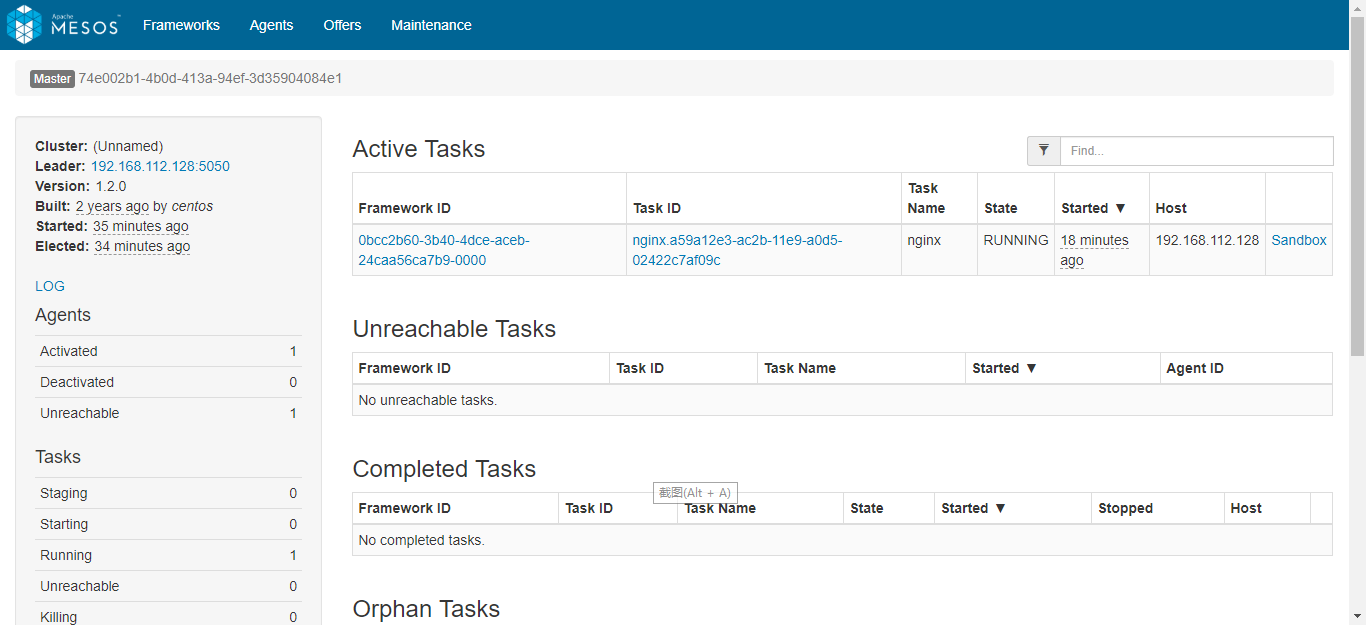 Apache
MESOS™
Frameworks Agents Offers Maintenance
Master 74e002b1-4b0d-413a-94ef-3d35904084e1
Cluster: (Unnamed)
Leader: 192.168.112.128:5050
Version: 1.2.0
Built: 2 years ago by centos
Started: 35 minutes ago
Elected: 34 minutes ago
LOG
Agents
Activated 1
Deactivated 0
Unreachable 1
Tasks
Staging 0
Starting 0
Running 1
Unreachable 0
Killing 0
Active Tasks
Find...
Framework ID Task ID Task Name State Started ▼ Host
0bcc2b60-3b40-4dce-aceb-24caa56ca7b9-0000 nginx.a59a12e3-ac2b-11e9-a0d5-02422c7af09c nginx RUNNING 18 minutes ago 192.168.112.128 Sandbox
Unreachable Tasks
Framework ID Task ID Task Name Started ▼ Agent ID
No unreachable tasks.
Completed Tasks
截图(Alt + A)
Framework ID Task ID Task Name State Started ▼ Stopped Host
No completed tasks.
Orphan Tasks